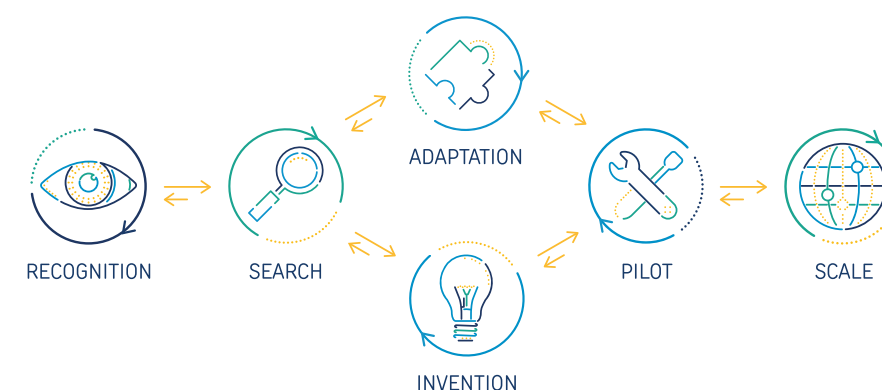 ADAPTATION
RECOGNITION
SEARCH
PILOT
SCALE
INVENTION